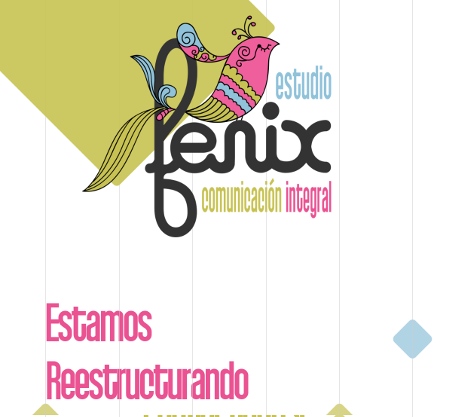 estudio
fenix
comunicación integral
Estamos
Reestructurando